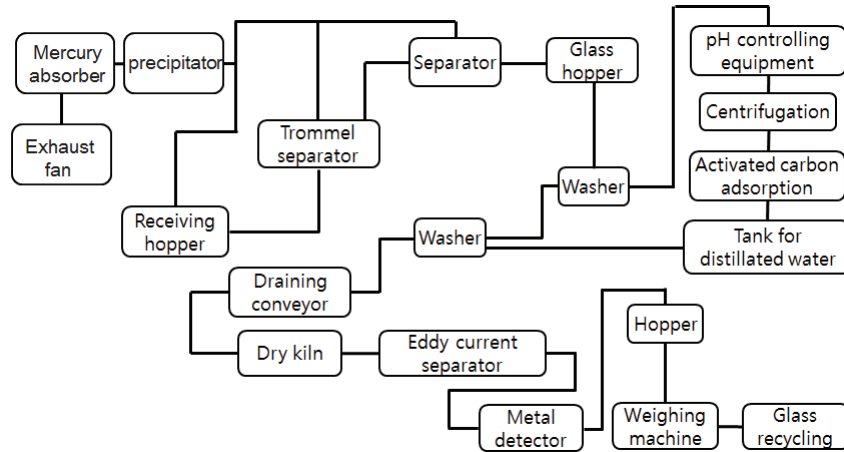 Mercury
absorber
precipitator
Separator
Glass
hopper
pH controlling
equipment
Exhaust
fan
Trommel
separator
Centrifugation
Receiving
hopper
Washer
Activated carbon
adsorption
Washer
Tank for
distillated water
Draining
conveyor
Dry kiln
Eddy current
separator
Hopper
Metal
detector
Weighing
machine
Glass
recycling